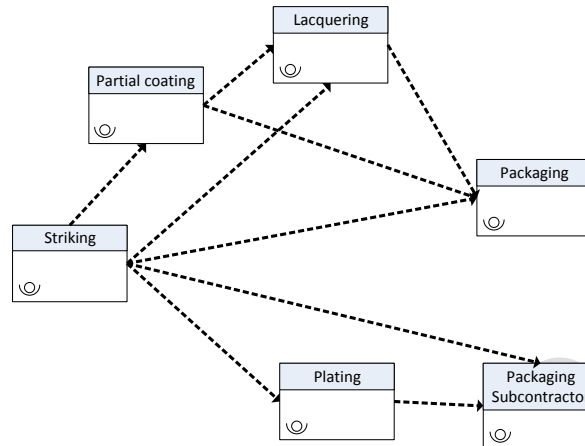 Lacquering
Partial coating
Packaging
Striking
Plating
Packaging
Subcontracto